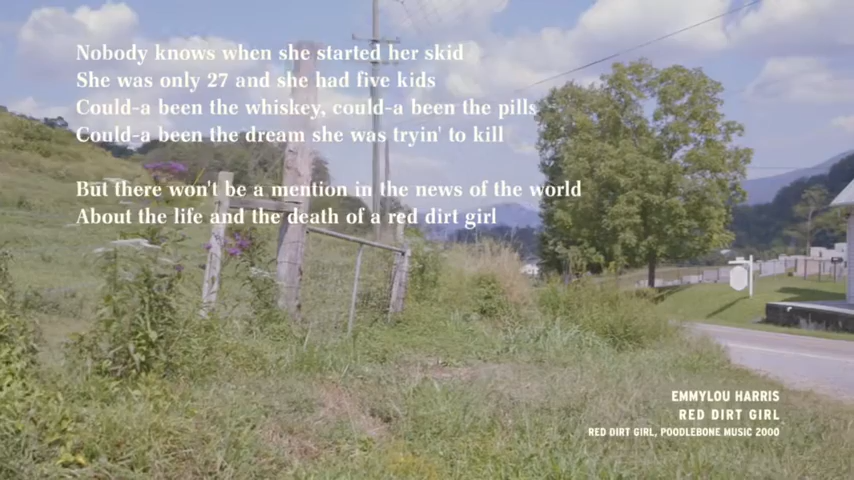 Nobody knows when she started her skid
She was only 27 and she had five kids
Could-a been the whiskey, could-a been the pills
Could-a been the dream she was tryin' to kill
But there won't be a mention in the news of the world
About the life and the death of a red dirt girl
EMMYLOU HARRIS
RED DIRT GIRL
RED DIRT GIRL, POODLEBONE MUSIC 2000